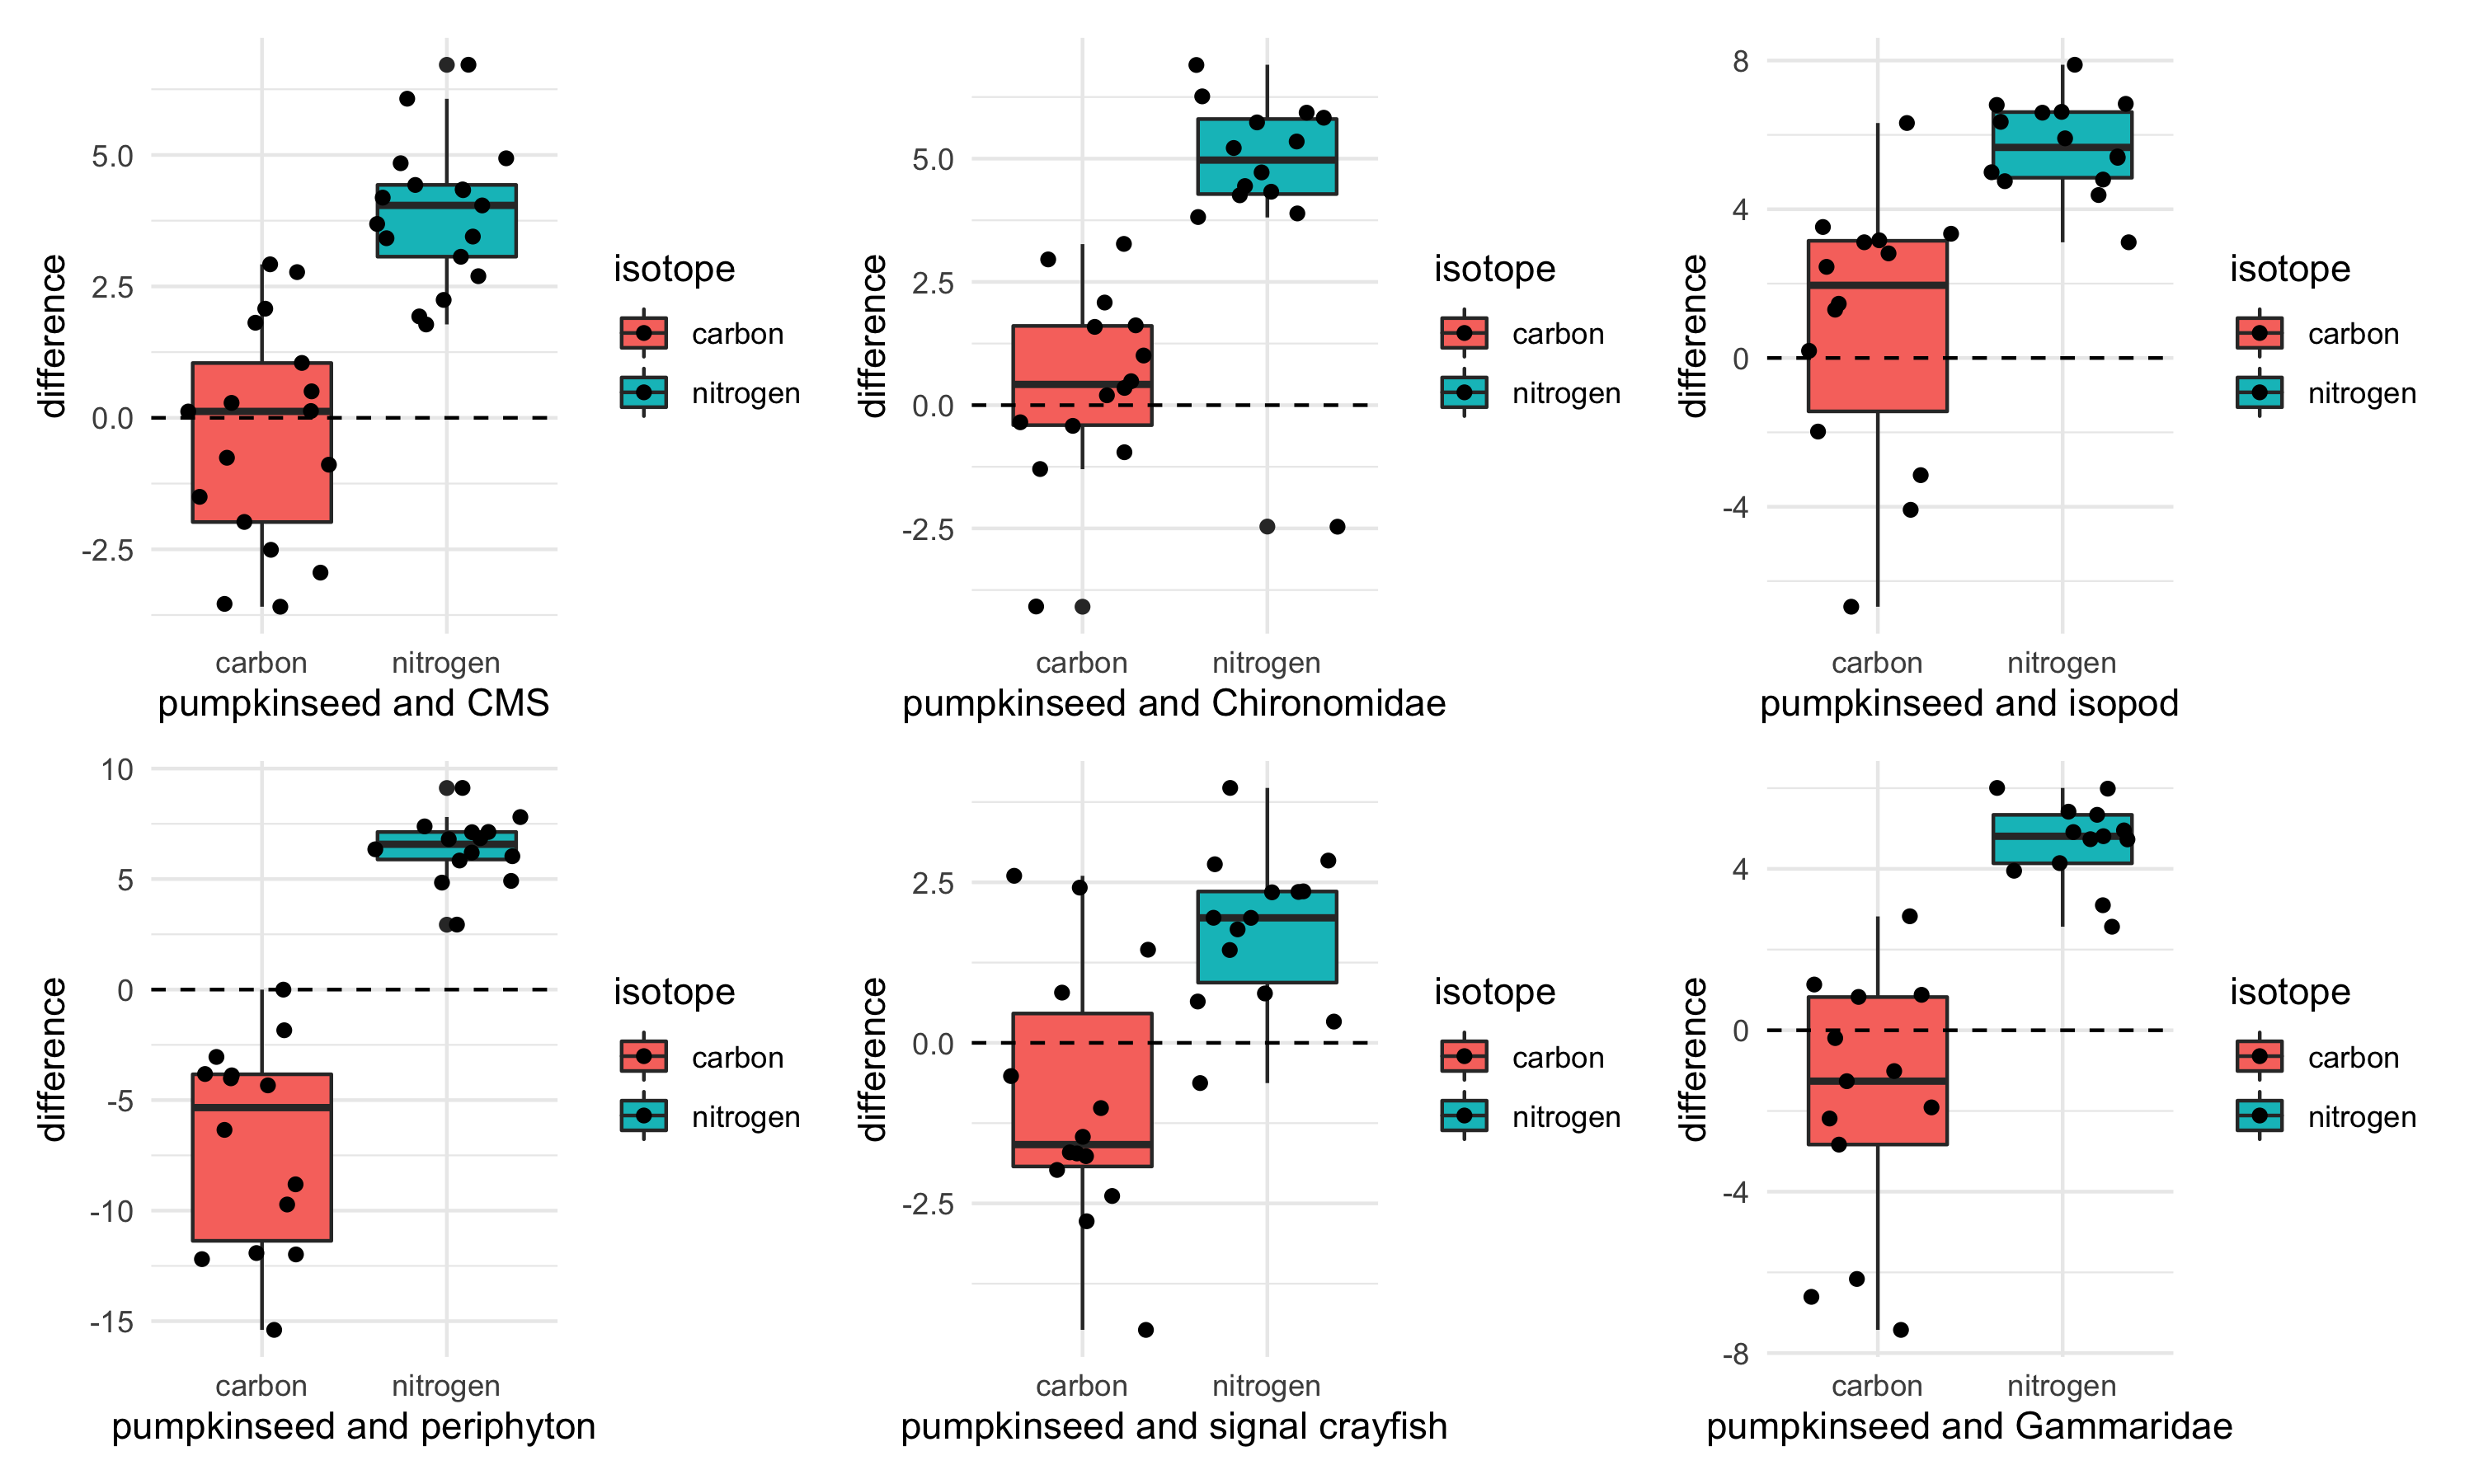 difference
5.0
2.5
0.0
-2.5
carbon
nitrogen
pumpkinseed and CMS
isotope
carbon
nitrogen
difference
5.0
2.5
0.0
-2.5
carbon
nitrogen
pumpkinseed and Chironomidae
isotope
carbon
nitrogen
difference
8
4
0
-4
carbon
nitrogen
pumpkinseed and isopod
isotope
carbon
nitrogen
difference
10
5
0
-5
-10
-15
carbon
nitrogen
pumpkinseed and periphyton
isotope
carbon
nitrogen
difference
2.5
0.0
-2.5
carbon
nitrogen
pumpkinseed and signal crayfish
isotope
carbon
nitrogen
difference
4
0
-4
-8
carbon
nitrogen
pumpkinseed and Gammaridae
isotope
carbon
nitrogen